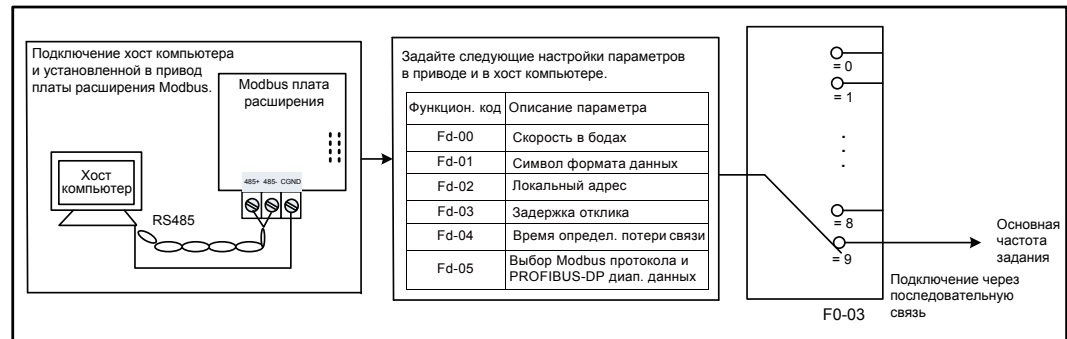 Подключение хост компьютера
и установленной в привод
платы расширения Modbus.
Modbus плата
расширения
485+ 485- CGND
Хост
компьютер
RS485
Задайте следующие настройки параметров
в приводе и в хост компьютере.
Функцион. код Описание параметра
Fd-00 Скорость в бодах
Fd-01 Символ формата данных
Fd-02 Локальный адрес
Fd-03 Задержка отклика
Fd-04 Время определ. потери связи
Fd-05 Выбор Modbus протокола и
PROFIBUS-DP диап. данных
= 0
= 1
= 8
= 9
F0-03
Основная
частота
задания
Подключение через
последовательную
связь